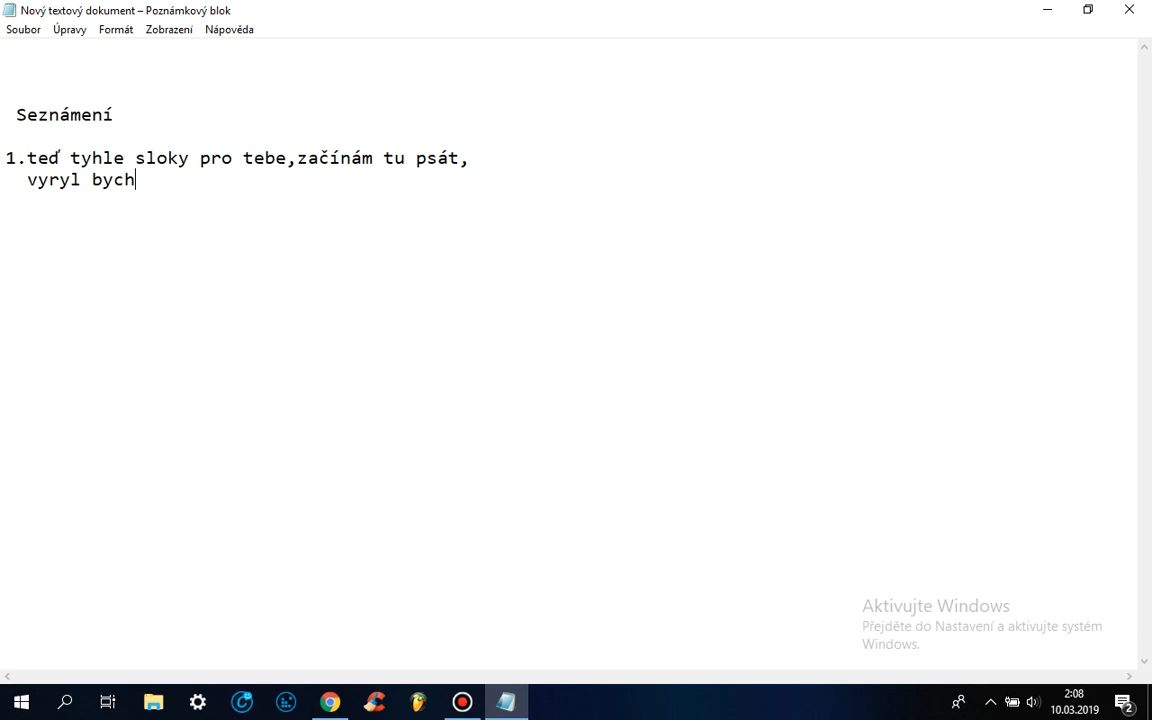 Nový textový dokument – Poznámkový blok
Soubor Úpravy Formát Zobrazení Nápověda
Seznámení
1.teď tyhle sloky pro tebe,začínám tu psát,
vyryl bych
Aktivujte Windows
Přejděte do Nastavení a aktivujte systém
Windows.
2:08
10.03.2019
2